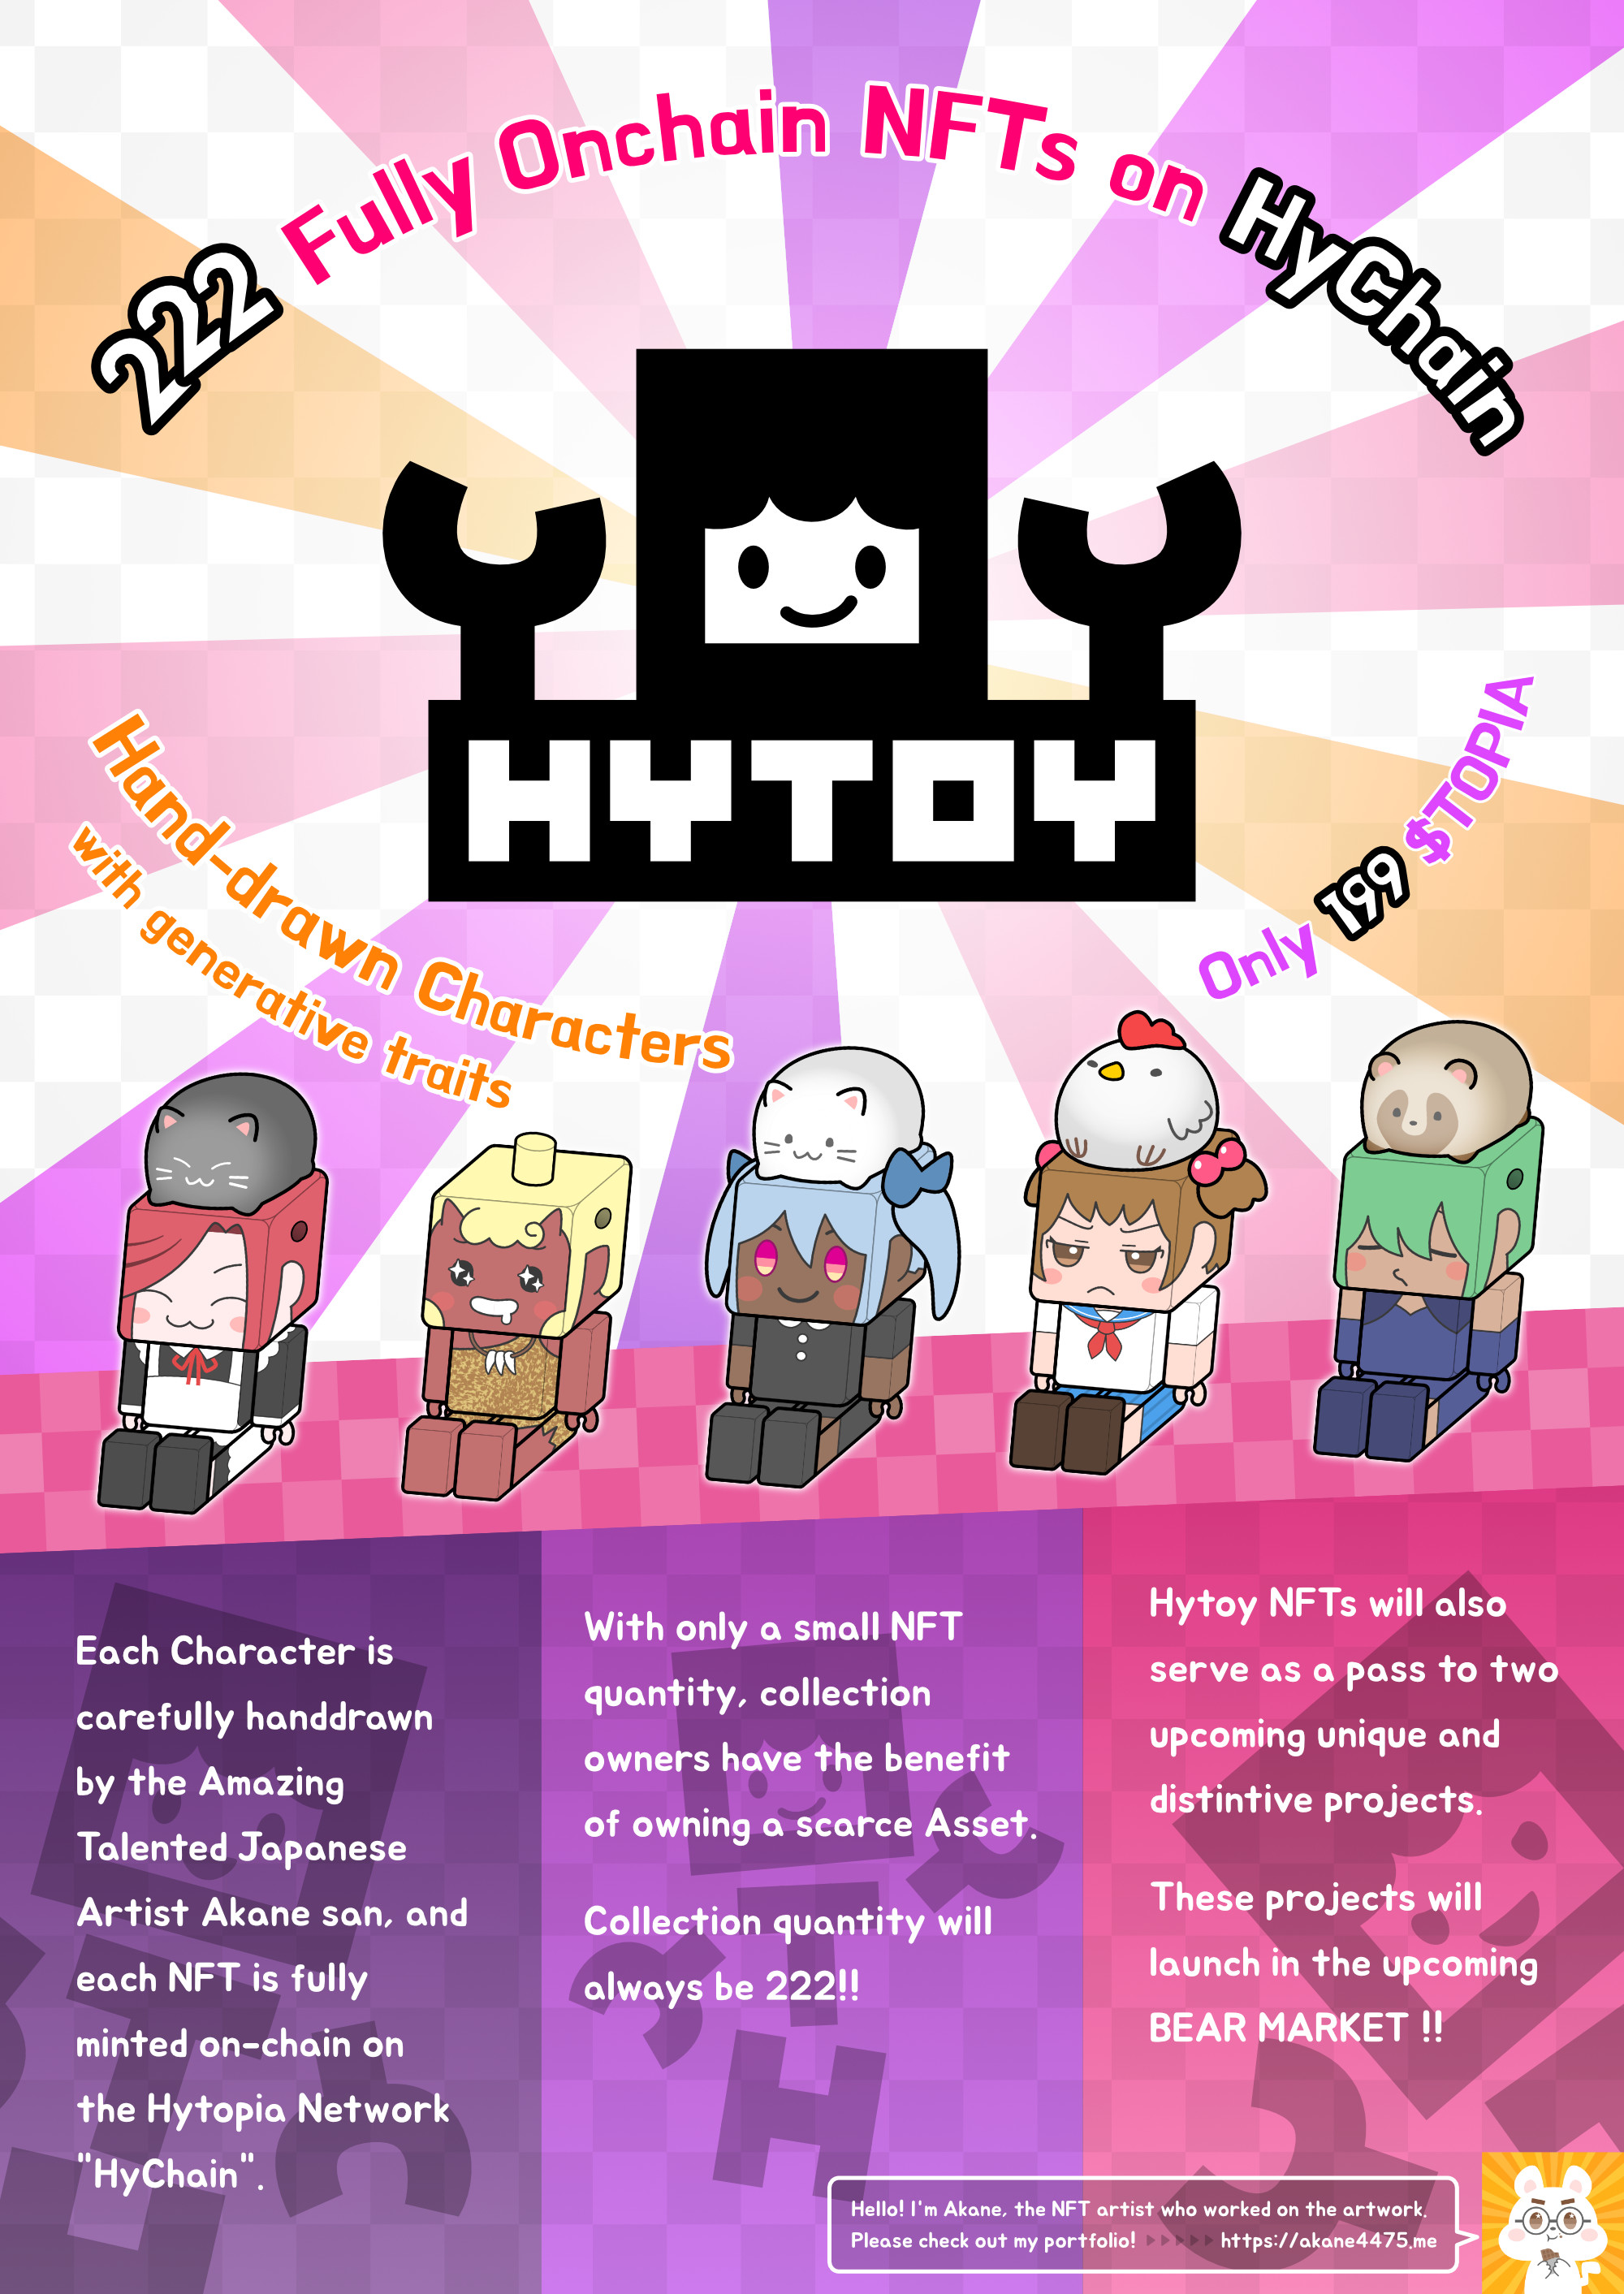 222 Fully Onchain NFTs on HyChain
HYTOY
Hand-drawn Characters
with generative traits
Only 199 $TOPIA
Each Character is
carefully handdrawn
by the Amazing
Talented Japanese
Artist Akane san, and
each NFT is fully
minted on-chain on
the Hytopia Network
"HyChain".
With only a small NFT
quantity, collection
owners have the benefit
of owning a scarce Asset.
Collection quantity will
always be 222!!
Hytoy NFTs will also
serve as a pass to two
upcoming unique and
distintive projects.
These projects will
launch in the upcoming
BEAR MARKET !!
Hello! I'm Akane, the NFT artist who worked on the artwork.
Please check out my portfolio! ▶▶▶▶▶ https://akane4475.me